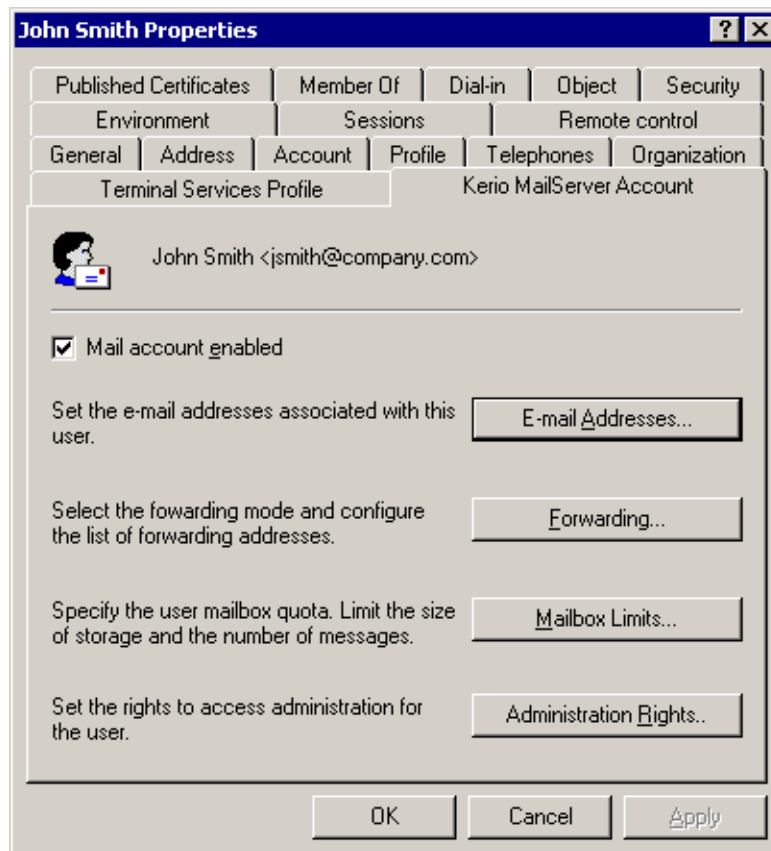 John Smith Properties
Published Certificates Member Of Dial-in Object Security
Environment Sessions Remote control
General Address Account Profile Telephones Organization
Terminal Services Profile Kerio MailServer Account
John Smith <jsmith@company.com>
Mail account enabled
Set the e-mail addresses associated with this
user.
E-mail Addresses...
Select the fowarding mode and configure
the list of forwarding addresses.
Forwarding...
Specify the user mailbox quota. Limit the size
of storage and the number of messages.
Mailbox Limits...
Set the rights to access administration for
the user.
Administration Rights..
OK Cancel Apply